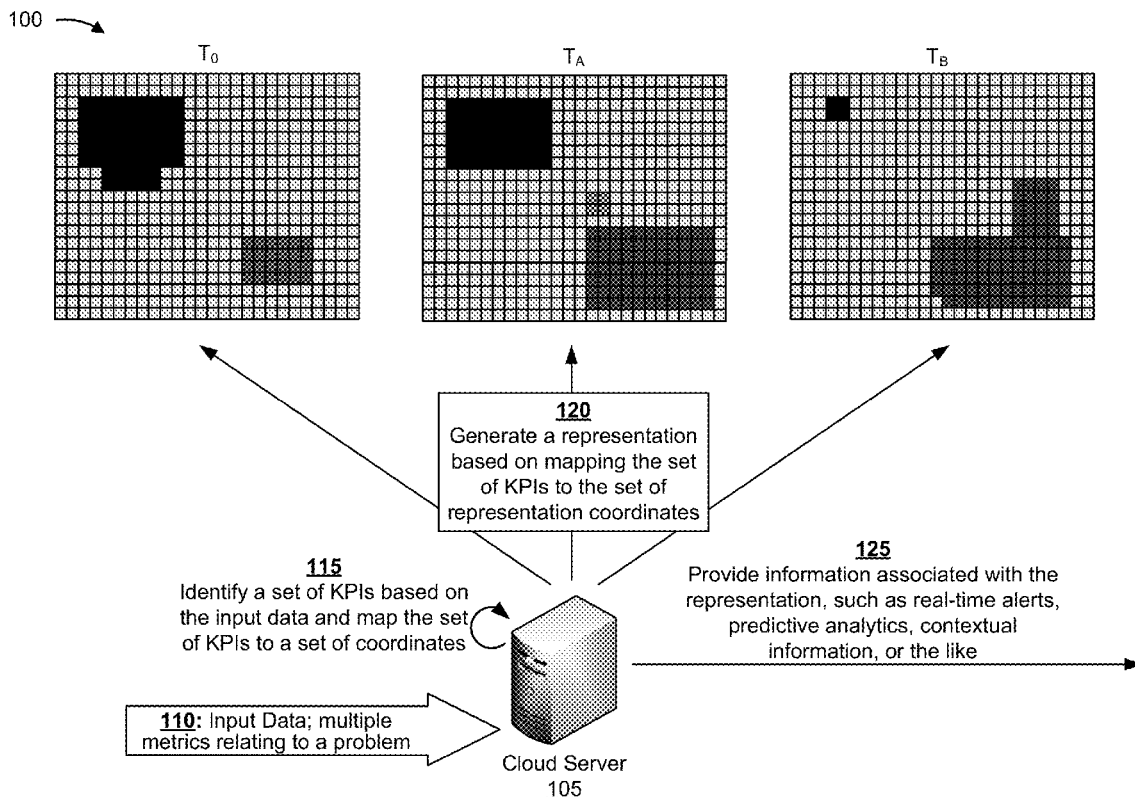 100
T0
TA
TB
120
Generate a representation
based on mapping the set
of KPIs to the set of
representation coordinates
115
Identify a set of KPIs based on
the input data and map the set
of KPIs to a set of coordinates
125
Provide information associated with the
representation, such as real-time alerts,
predictive analytics, contextual
information, or the like
110: Input Data; multiple
metrics relating to a problem
Cloud Server
105